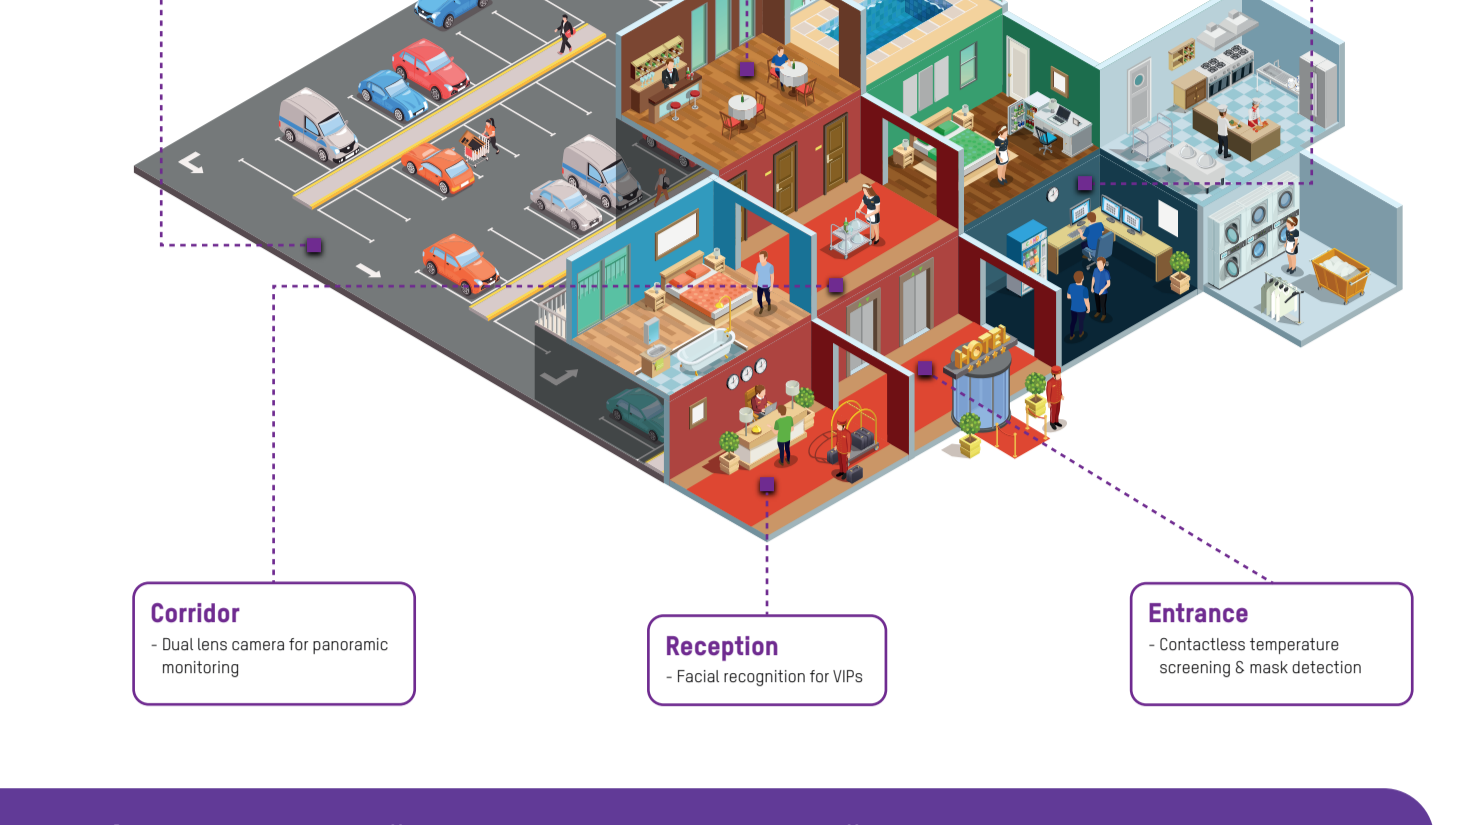 HOTEL
Corridor
- Dual lens camera for panoramic
monitoring
Reception
- Facial recognition for VIPs
Entrance
- Contactless temperature
screening & mask detection